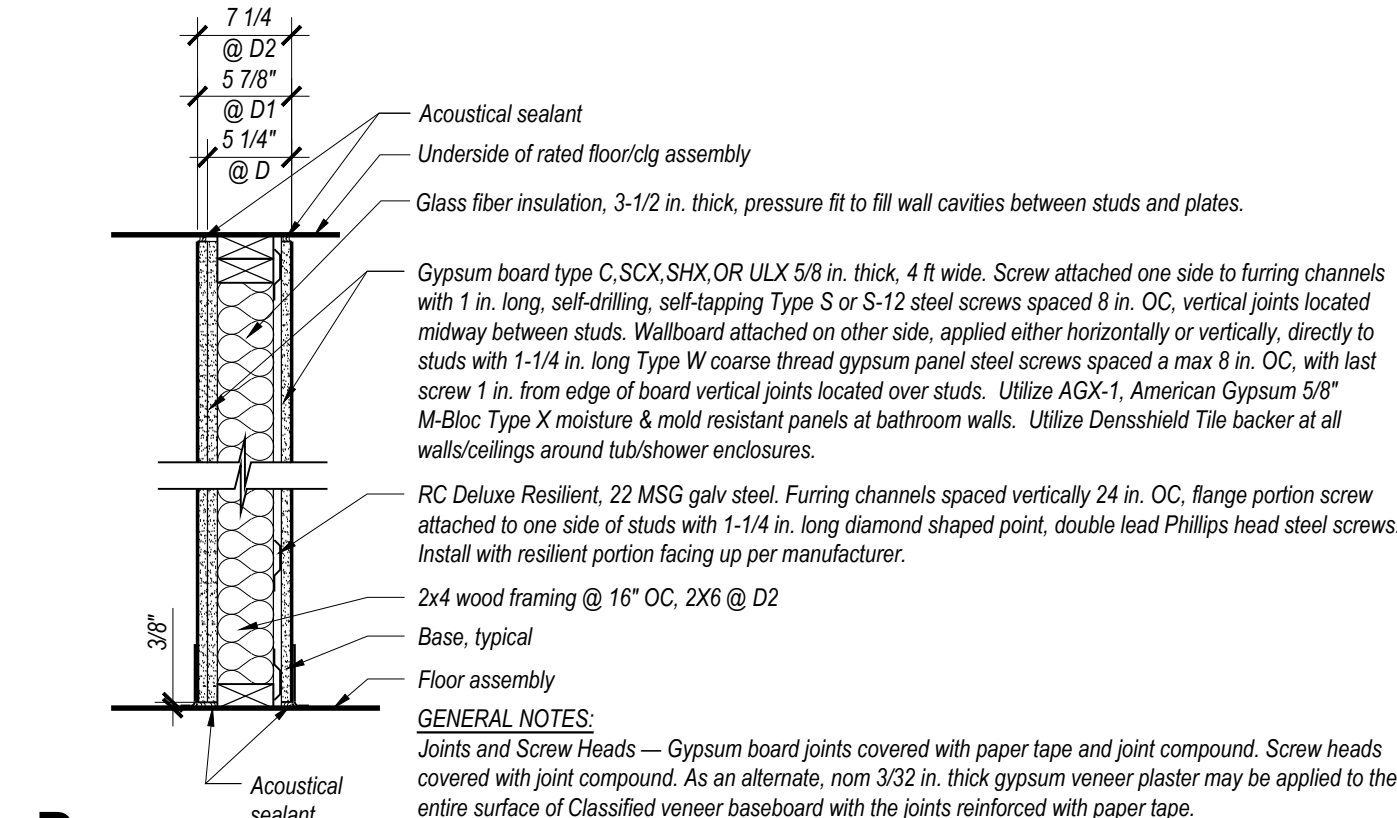 7 1/4
@ D2
5 7/8"
@ D1
5 1/4"
@ D
Acoustical sealant
Underside of rated floor/clg assembly
Glass fiber insulation, 3-1/2 in. thick, pressure fit to fill wall cavities between studs and plates.
Gypsum board type C,SCX,SHX,OR ULX 5/8 in. thick, 4 ft wide. Screw attached one side to furring channels
with 1 in. long, self-drilling, self-tapping Type S or S-12 steel screws spaced 8 in. OC, vertical joints located
midway between studs. Wallboard attached on other side, applied either horizontally or vertically, directly to
studs with 1-1/4 in. long Type W coarse thread gypsum panel steel screws spaced a max 8 in. OC, with last
screw 1 in. from edge of board vertical joints located over studs. Utilize AGX-1, American Gypsum 5/8"
M-Bloc Type X moisture & mold resistant panels at bathroom walls. Utilize Densshield Tile backer at all
walls/ceilings around tub/shower enclosures.
RC Deluxe Resilient, 22 MSG galv steel. Furring channels spaced vertically 24 in. OC, flange portion screw
attached to one side of studs with 1-1/4 in. long diamond shaped point, double lead Phillips head steel screws.
Install with resilient portion facing up per manufacturer.
2x4 wood framing @ 16" OC, 2X6 @ D2
3/8"
Base, typical
Floor assembly
GENERAL NOTES:
Joints and Screw Heads — Gypsum board joints covered with paper tape and joint compound. Screw heads
covered with joint compound. As an alternate, nom 3/32 in. thick gypsum veneer plaster may be applied to the
entire surface of Classified veneer baseboard with the joints reinforced with paper tape.
Acoustical
sealant